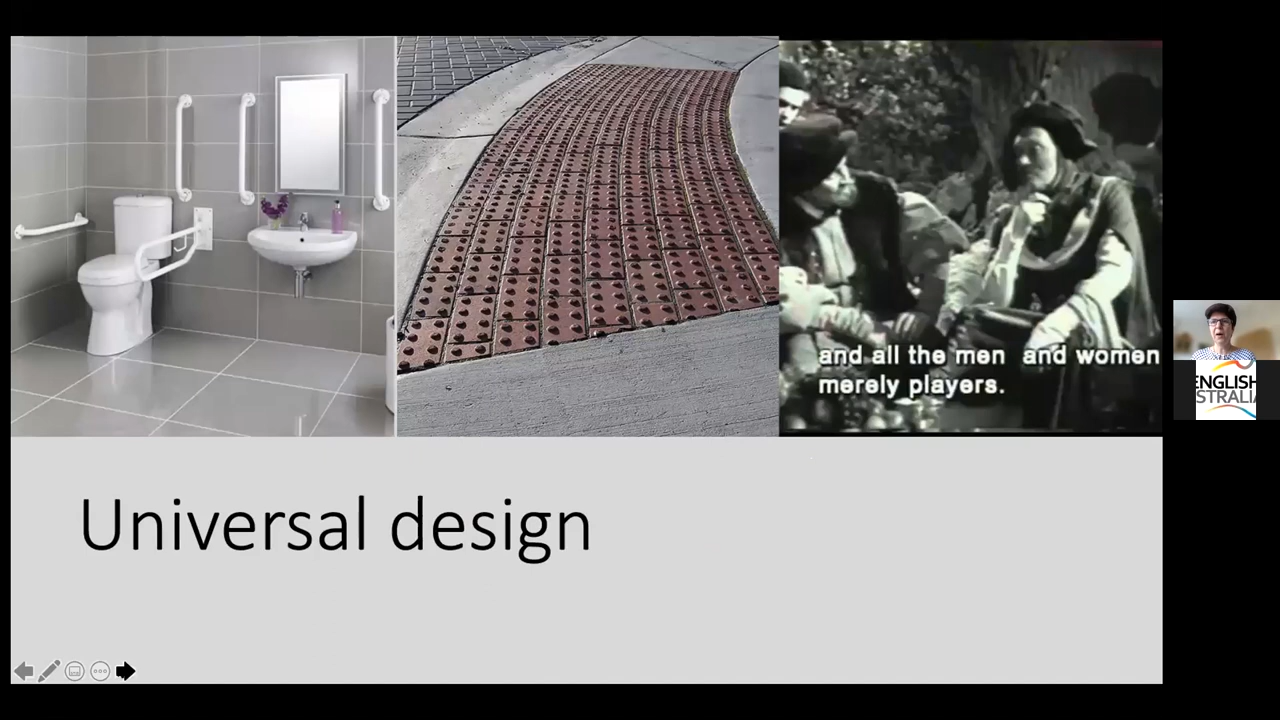 and all the men and women
merely players.
Universal design
ENGLISH
STRALIA